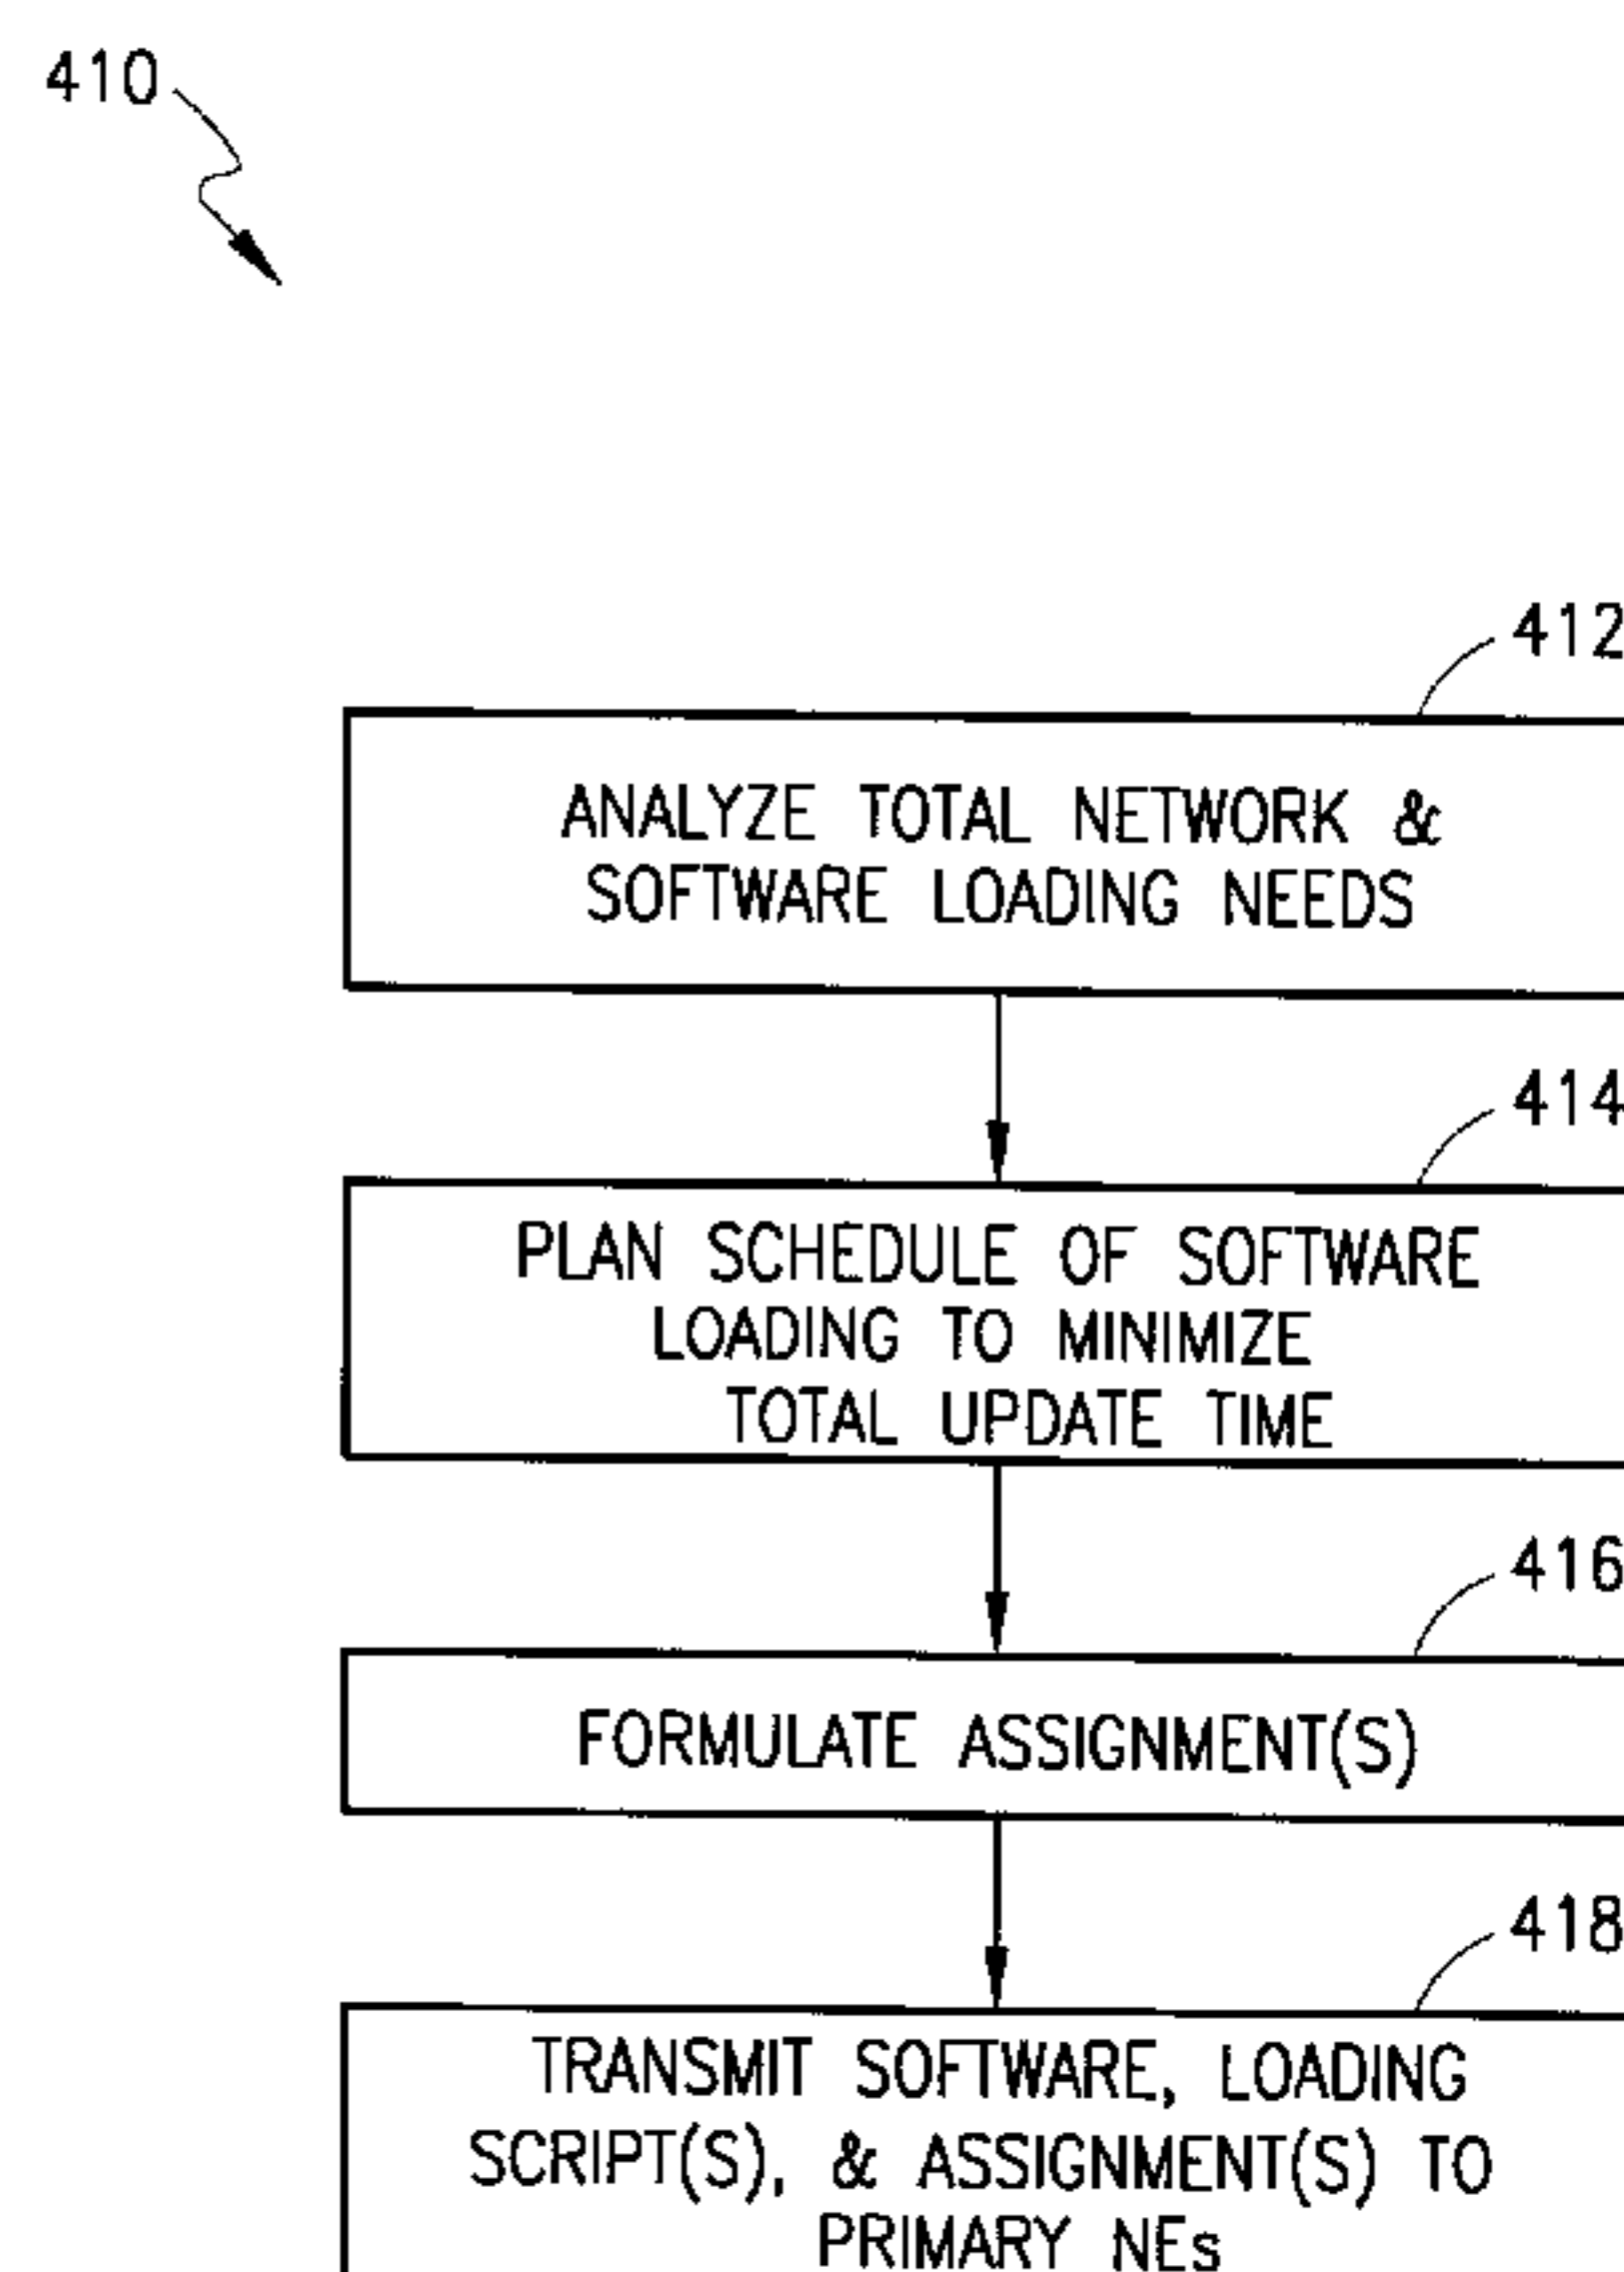 410
412
ANALYZE TOTAL NETWORK &
SOFTWARE LOADING NEEDS
414
PLAN SCHEDULE OF SOFTWARE
LOADING TO MINIMIZE
TOTAL UPDATE TIME
416
FORMULATE ASSIGNMENT(S)
418
TRANSMIT SOFTWARE, LOADING
SCRIPT(S), & ASSIGNMENT(S) TO
PRIMARY NEs